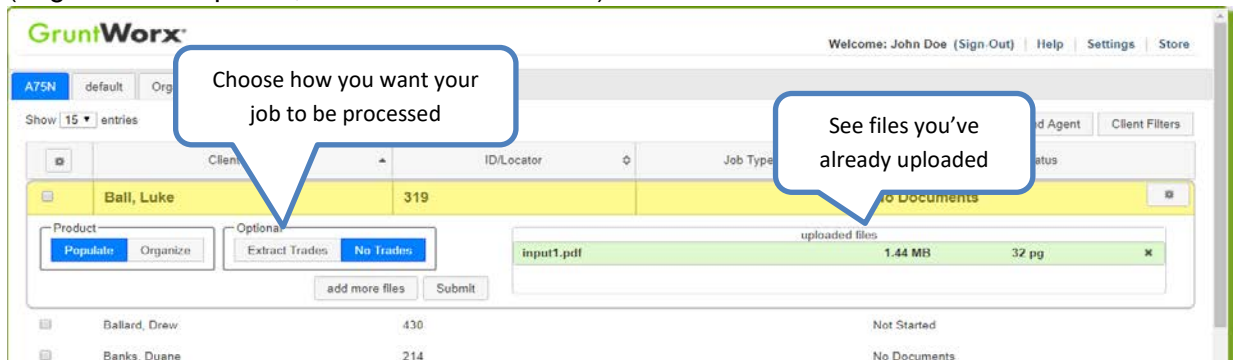 GruntWorx
Welcome: John Doe (Sign-Out) | Help | Settings | Store
Choose how you want your
job to be processed
A75N default Org
Show 15 entries
See files you've
already uploaded
d Agent Client Filters
Client ID/Locator Job Type atus
Ball, Luke 319 No Documents
Product Optional uploaded files
Populate Organize Extract Trades No Trades input1.pdf 1.44 MB 32 pg
add more files Submit
Ballard, Drew 430 Not Started
Banks, Duane 214 No Documents